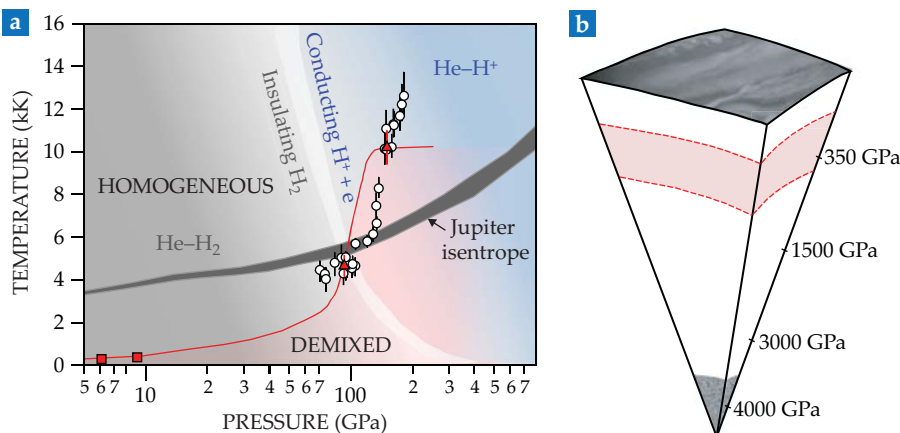 a
16
14
12
10
8
6
4
2
0
TEMPERATURE (kK)
Insulating H2
Conducting H+ + e
He–H+
HOMOGENEOUS
He–H2
Jupiter
isentrope
DEMIXED
5 6 7 10 2 3 4 5 6 7 100 2 3 4 5 6 7
PRESSURE (GPa)
b
350 GPa
1500 GPa
3000 GPa
4000 GPa